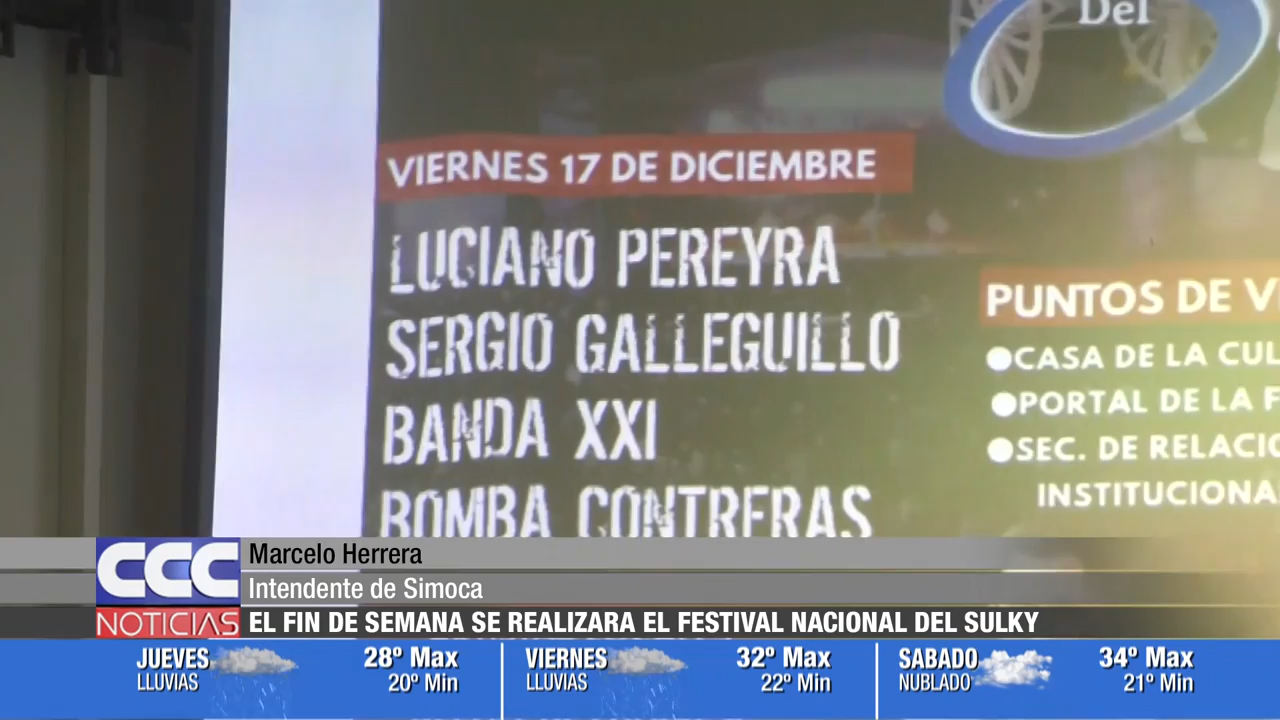 Del
VIERNES 17 DE DICIEMBRE
LUCIANO PEREYRA
SERGIO GALLEGUILLO
BANDA XXI
BOMBA CONTRERAS
PUNTOS DE V
●CASA DE LA CUL
●PORTAL DE LA F
●SEC. DE RELACIO
INSTITUCIONA
CCC
NOTICIAS
Marcelo Herrera
Intendente de Simoca
EL FIN DE SEMANA SE REALIZARA EL FESTIVAL NACIONAL DEL SULKY
JUEVES
LLUVIAS
28º Max
20º Min
VIERNES
LLUVIAS
32º Max
22º Min
SABADO
NUBLADO
34º Max
21º Min